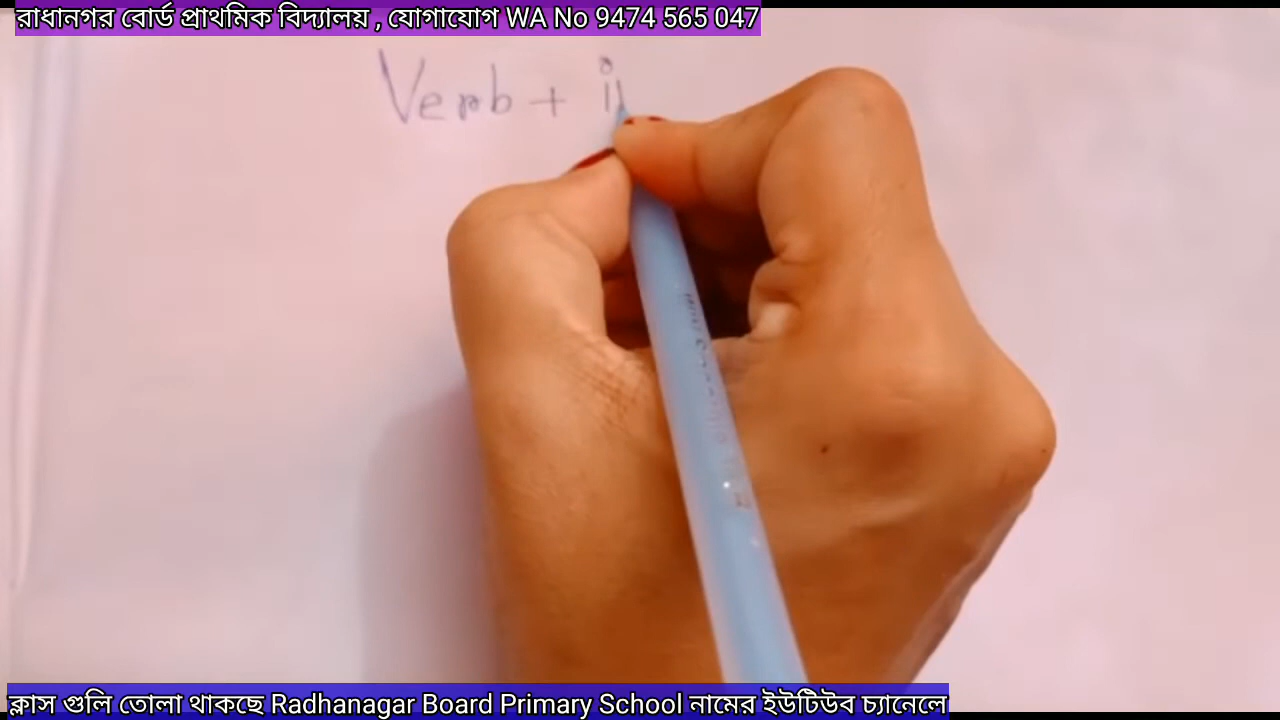 রাধানগর বোর্ড প্রাথমিক বিদ্যালয় , যোগাযোগ WA No 9474 565 047
Verb + i
ক্লাস গুলি তোলা থাকছে Radhanagar Board Primary School নামের ইউটিউব চ্যানেলে